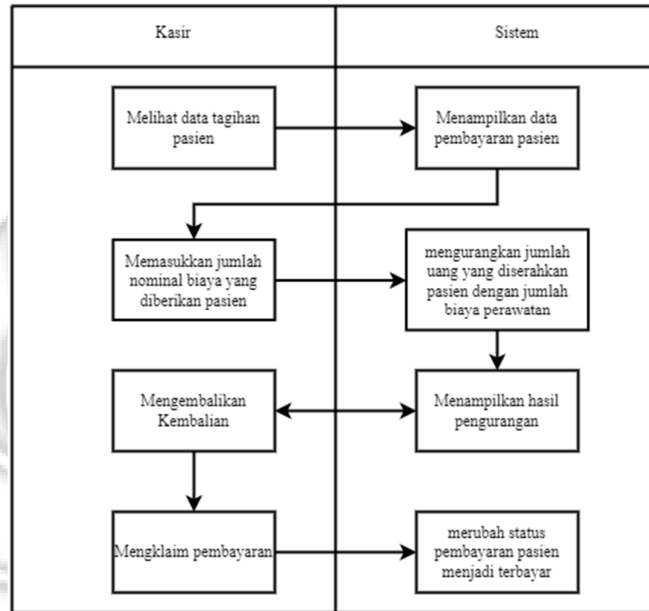 Kasir
Sistem
Melihat data tagihan
pasien
Menampilkan data
pembayaran pasien
Memasukkan jumlah
nominal biaya yang
diberikan pasien
mengurangkan jumlah
uang yang diserahkan
pasien dengan jumlah
biaya perawatan
Mengembalikan
Kembalian
Menampilkan hasil
pengurangan
Mengklaim pembayaran
merubah status
pembayaran pasien
menjadi terbayar